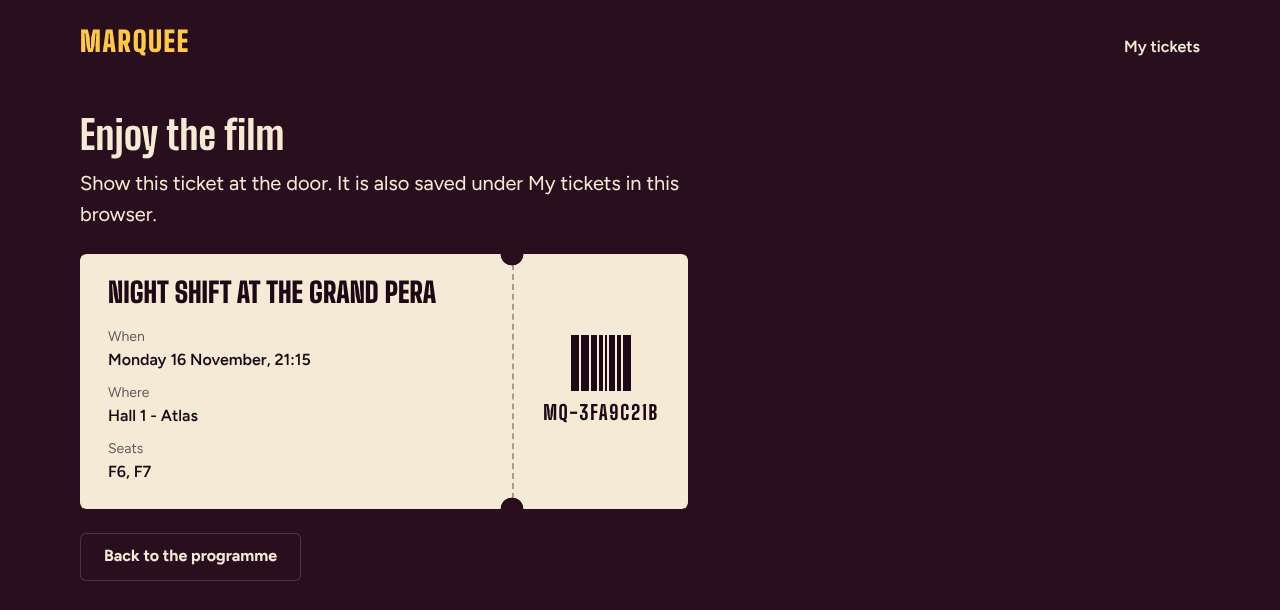 MARQUEE
My tickets
Enjoy the film
Show this ticket at the door. It is also saved under My tickets in this
browser.
NIGHT SHIFT AT THE GRAND PERA
When
Monday 16 November, 21:15
Where
Hall 1 - Atlas
Seats
F6, F7
MQ-3FA9C21B
Back to the programme